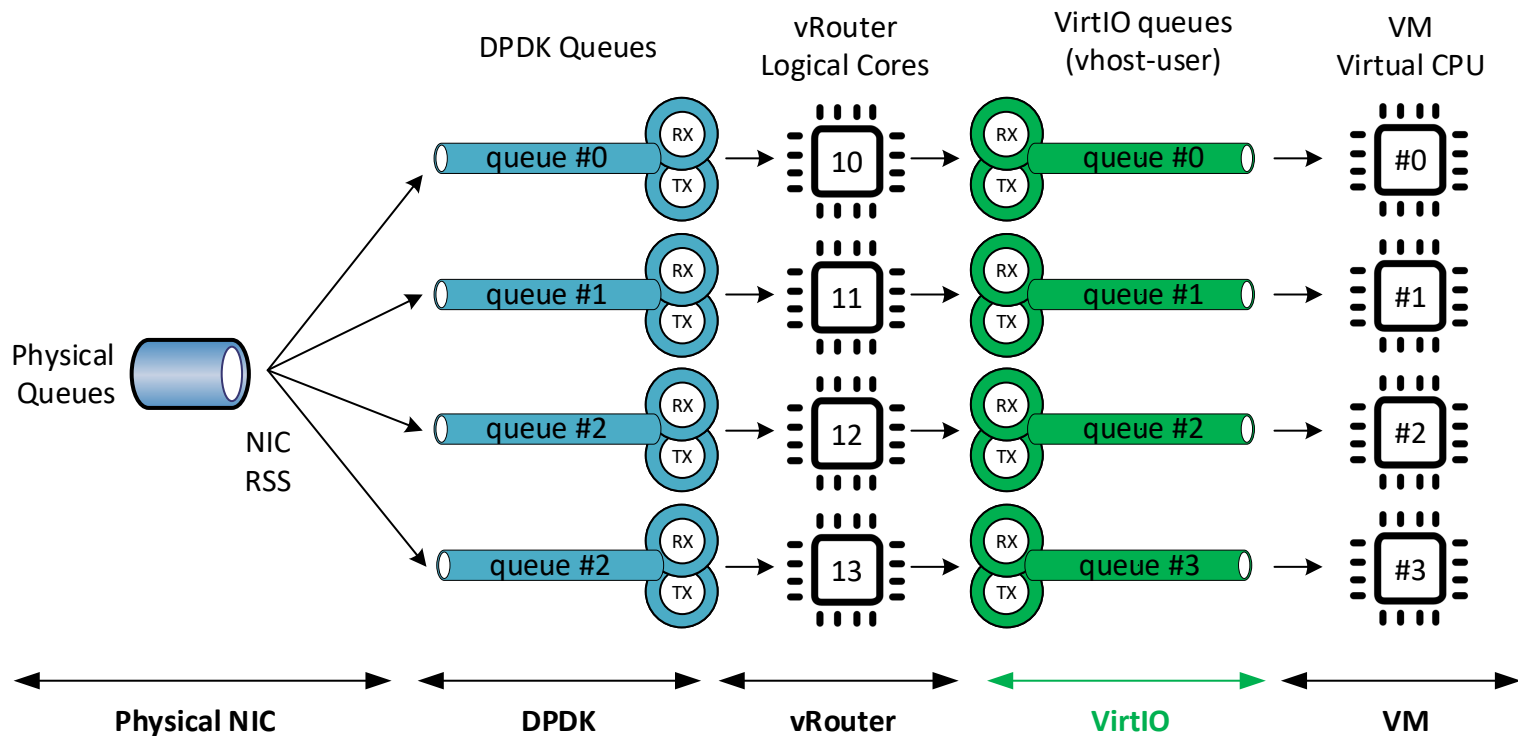 DPDK Queues
vRouter
Logical Cores
VirtIO queues
(vhost-user)
VM
Virtual CPU
RX
queue #0
TX
10
RX
queue #0
TX
#0
RX
queue #1
TX
11
RX
queue #1
TX
#1
Physical
Queues
NIC
RSS
RX
queue #2
TX
12
RX
queue #2
TX
#2
RX
queue #2
TX
13
RX
queue #3
TX
#3
Physical NIC
DPDK
vRouter
VirtIO
VM